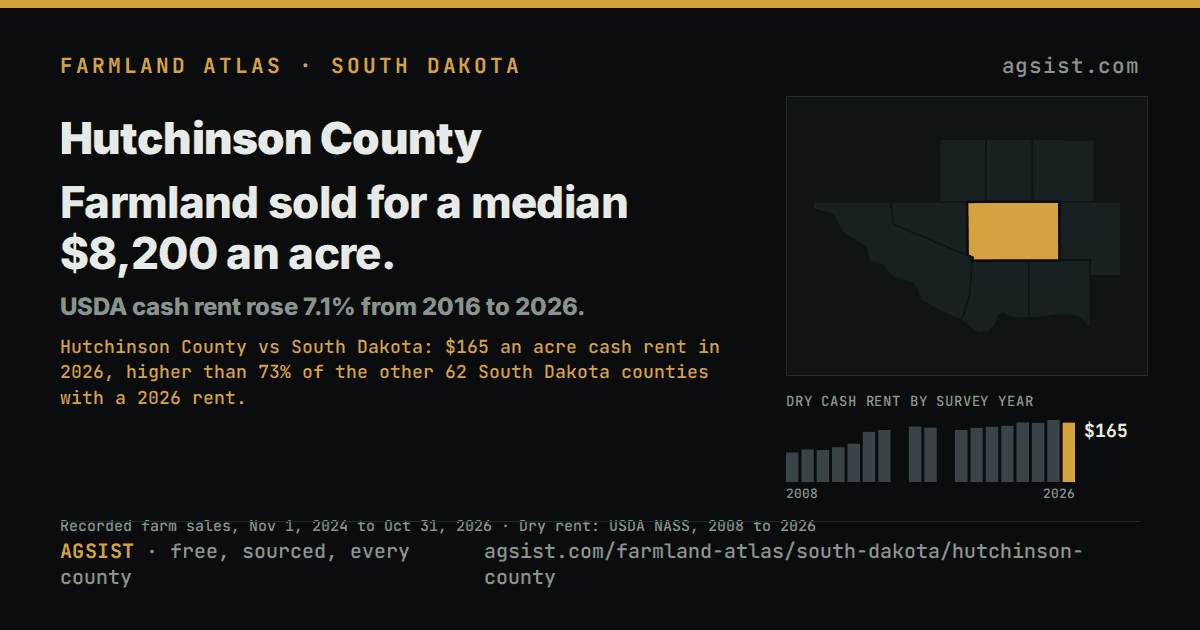 FARMLAND ATLAS · SOUTH DAKOTA
agsist.com
Hutchinson County
Farmland sold for a median
$8,200 an acre.
USDA cash rent rose 7.1% from 2016 to 2026.
Hutchinson County vs South Dakota: $165 an acre cash rent in
2026, higher than 73% of the other 62 South Dakota counties
with a 2026 rent.
DRY CASH RENT BY SURVEY YEAR
$165
2008
2026
Recorded farm sales, Nov 1, 2024 to Oct 31, 2026 · Dry rent: USDA NASS, 2008 to 2026
AGSIST · free, sourced, every
county
agsist.com/farmland-atlas/south-dakota/hutchinson-
county